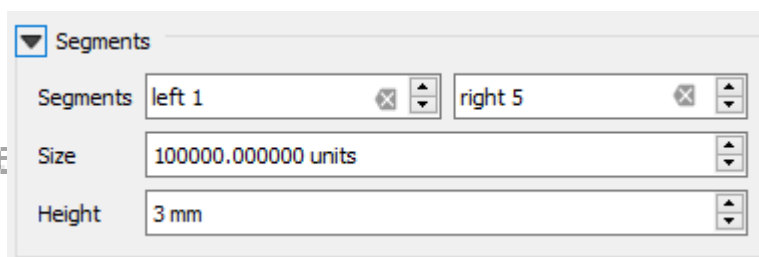 Segments
Segments left 1 right 5
Size 100000.000000 units
Height 3 mm